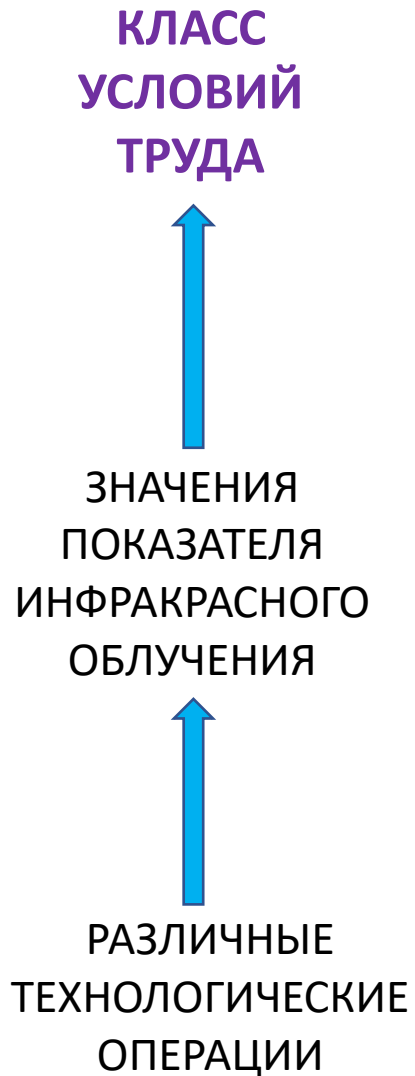 КЛАСС
УСЛОВИЙ
ТРУДА
ЗНАЧЕНИЯ
ПОКАЗАТЕЛЯ
ИНФРАКРАСНОГО
ОБЛУЧЕНИЯ
РАЗЛИЧНЫЕ
ТЕХНОЛОГИЧЕСКИЕ
ОПЕРАЦИИ